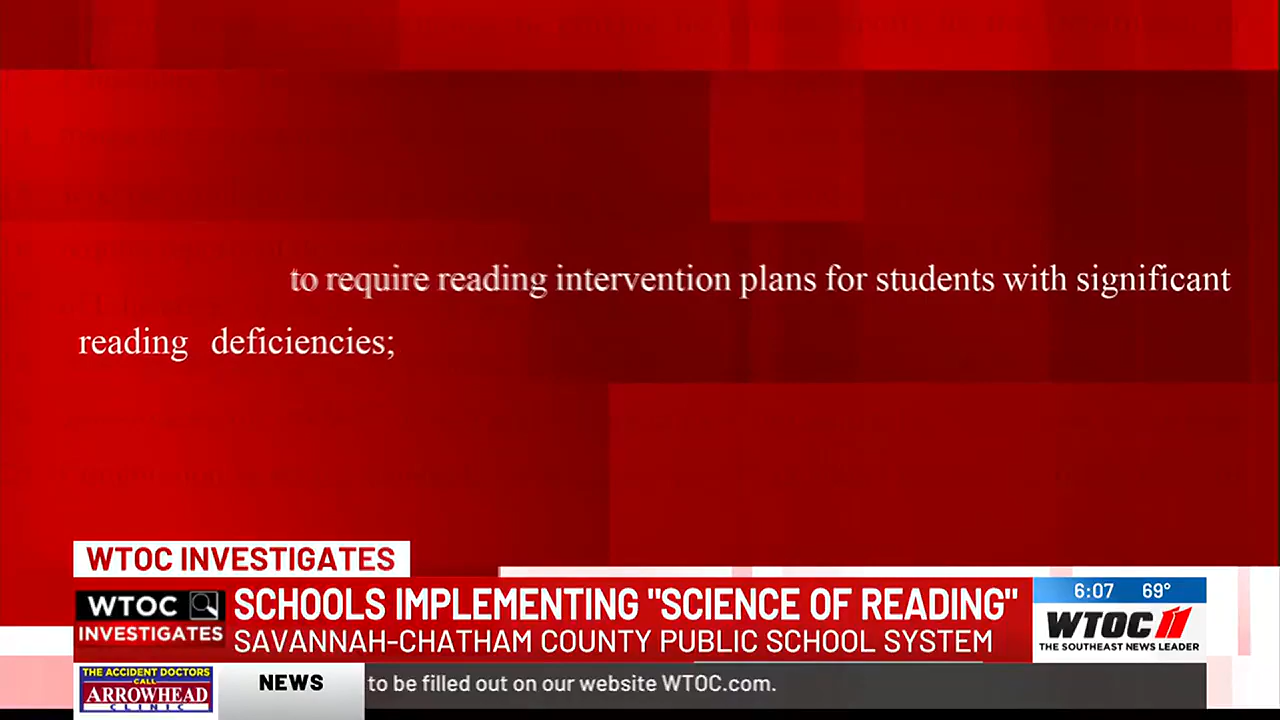 to require reading intervention plans for students with significant
reading deficiencies;
WTOC INVESTIGATES
WTOC
INVESTIGATES
SCHOOLS IMPLEMENTING "SCIENCE OF READING"
SAVANNAH-CHATHAM COUNTY PUBLIC SCHOOL SYSTEM
6:07 69°
WTOC 11
THE SOUTHEAST NEWS LEADER
THE ACCIDENT DOCTORS
CALL
ARROWHEAD
CLINIC
NEWS
to be filled out on our website WTOC.com.